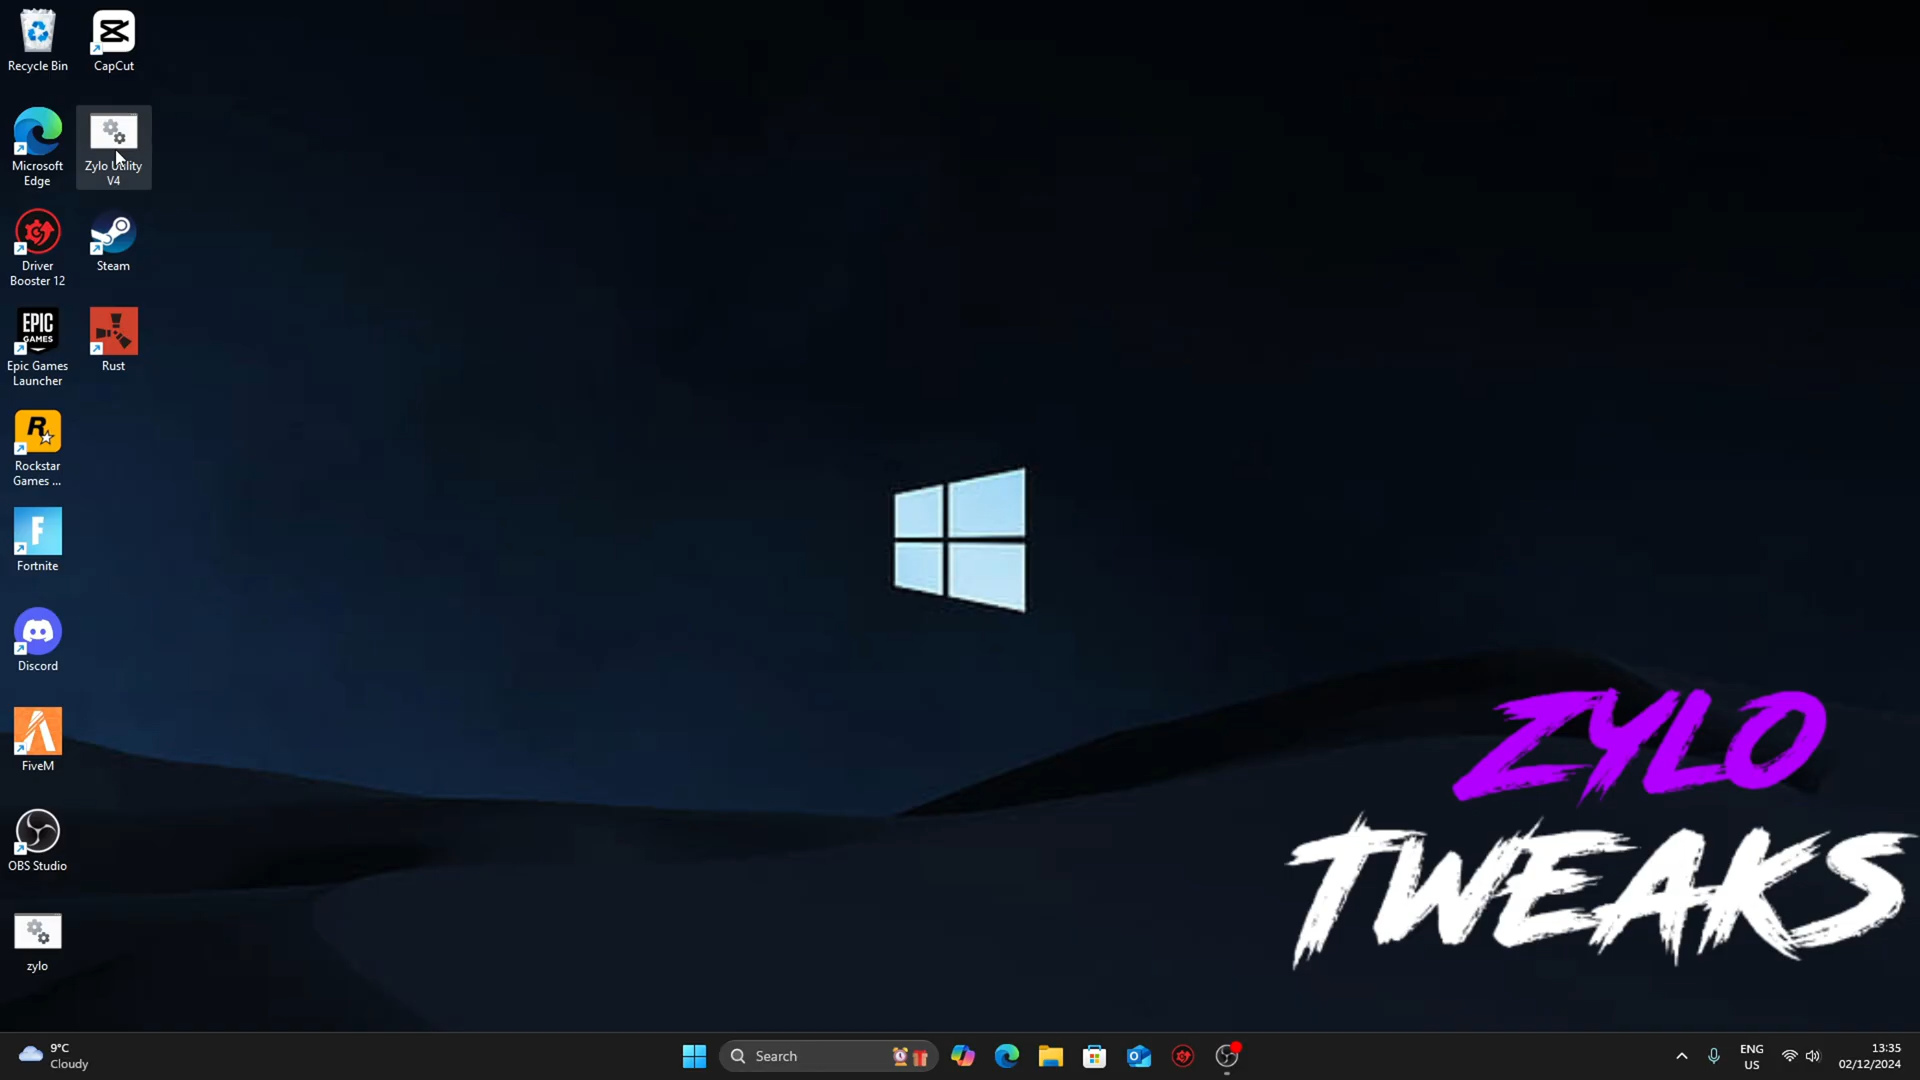 Recycle Bin
CapCut
Microsoft
Edge
Zylo Utility
V4
Driver
Booster 12
Steam
EPIC
GAMES
Epic Games
Launcher
Rust
R
Rockstar
Games ...
F
Fortnite
Discord
FiveM
OBS Studio
zylo
ZYLO
TWEAKS
9°C
Cloudy
Search
ENG
US
13:35
02/12/2024